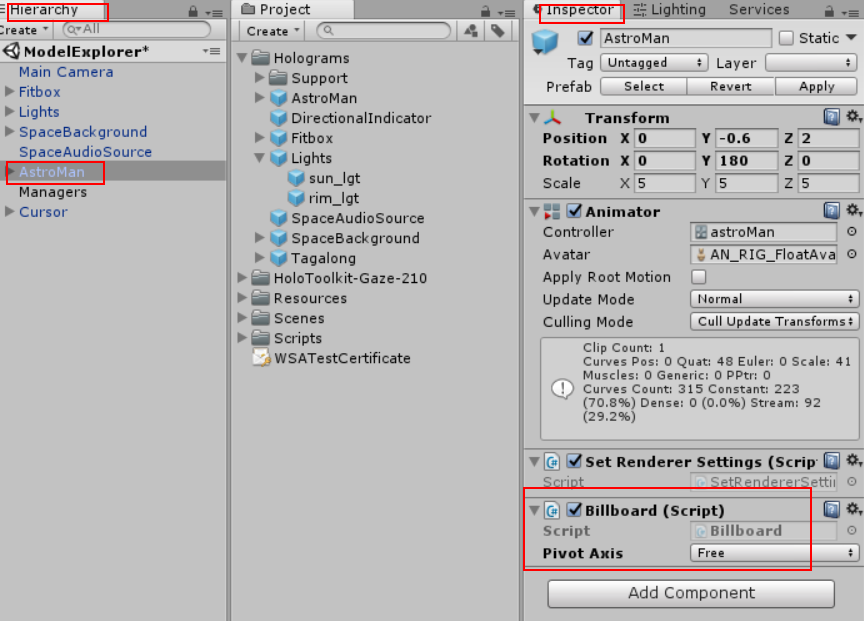 Hierarchy
Create
All
ModelExplorer*
Main Camera
Fitbox
Lights
SpaceBackground
SpaceAudioSource
AstroMan
Managers
Cursor
Project
Create
Holograms
Support
AstroMan
DirectionalIndicator
Fitbox
Lights
sun_lgt
rim_lgt
SpaceAudioSource
SpaceBackground
Tagalong
HoloToolkit-Gaze-210
Resources
Scenes
Scripts
WSATestCertificate
Inspector Lighting Services
AstroMan Static
Tag Untagged Layer
Prefab Select Revert Apply
Transform
Position X 0 Y -0.6 Z 2
Rotation X 0 Y 180 Z 0
Scale X 5 Y 5 Z 5
Animator
Controller astroMan
Avatar AN_RIG_FloatAva
Apply Root Motion
Update Mode Normal
Culling Mode Cull Update Transforms
Clip Count: 1
Curves Pos: 0 Quat: 48 Euler: 0 Scale: 41
Muscles: 0 Generic: 0 PPtr: 0
Curves Count: 315 Constant: 223
(70.8%) Dense: 0 (0.0%) Stream: 92
(29.2%)
Set Renderer Settings (Scrip
Script SetRendererSettin
Billboard (Script)
Script Billboard
Pivot Axis Free
Add Component